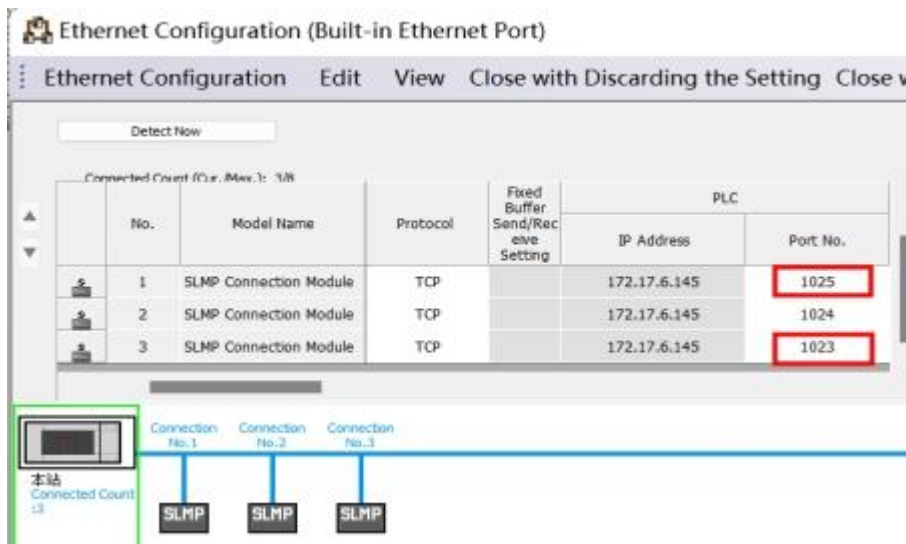 Ethernet Configuration (Built-in Ethernet Port)
Ethernet Configuration Edit View Close with Discarding the Setting Close w
Detect Now
Connected Count (Cur./Max.): 3/8
No. Model Name Protocol Fixed Buffer Send/Rec eive Setting PLC
IP Address Port No.
1 SLMP Connection Module TCP 172.17.6.145 1025
2 SLMP Connection Module TCP 172.17.6.145 1024
3 SLMP Connection Module TCP 172.17.6.145 1023
Connection No.1 Connection No.2 Connection No.3
本站
Connected Count
:3
SLMP SLMP SLMP